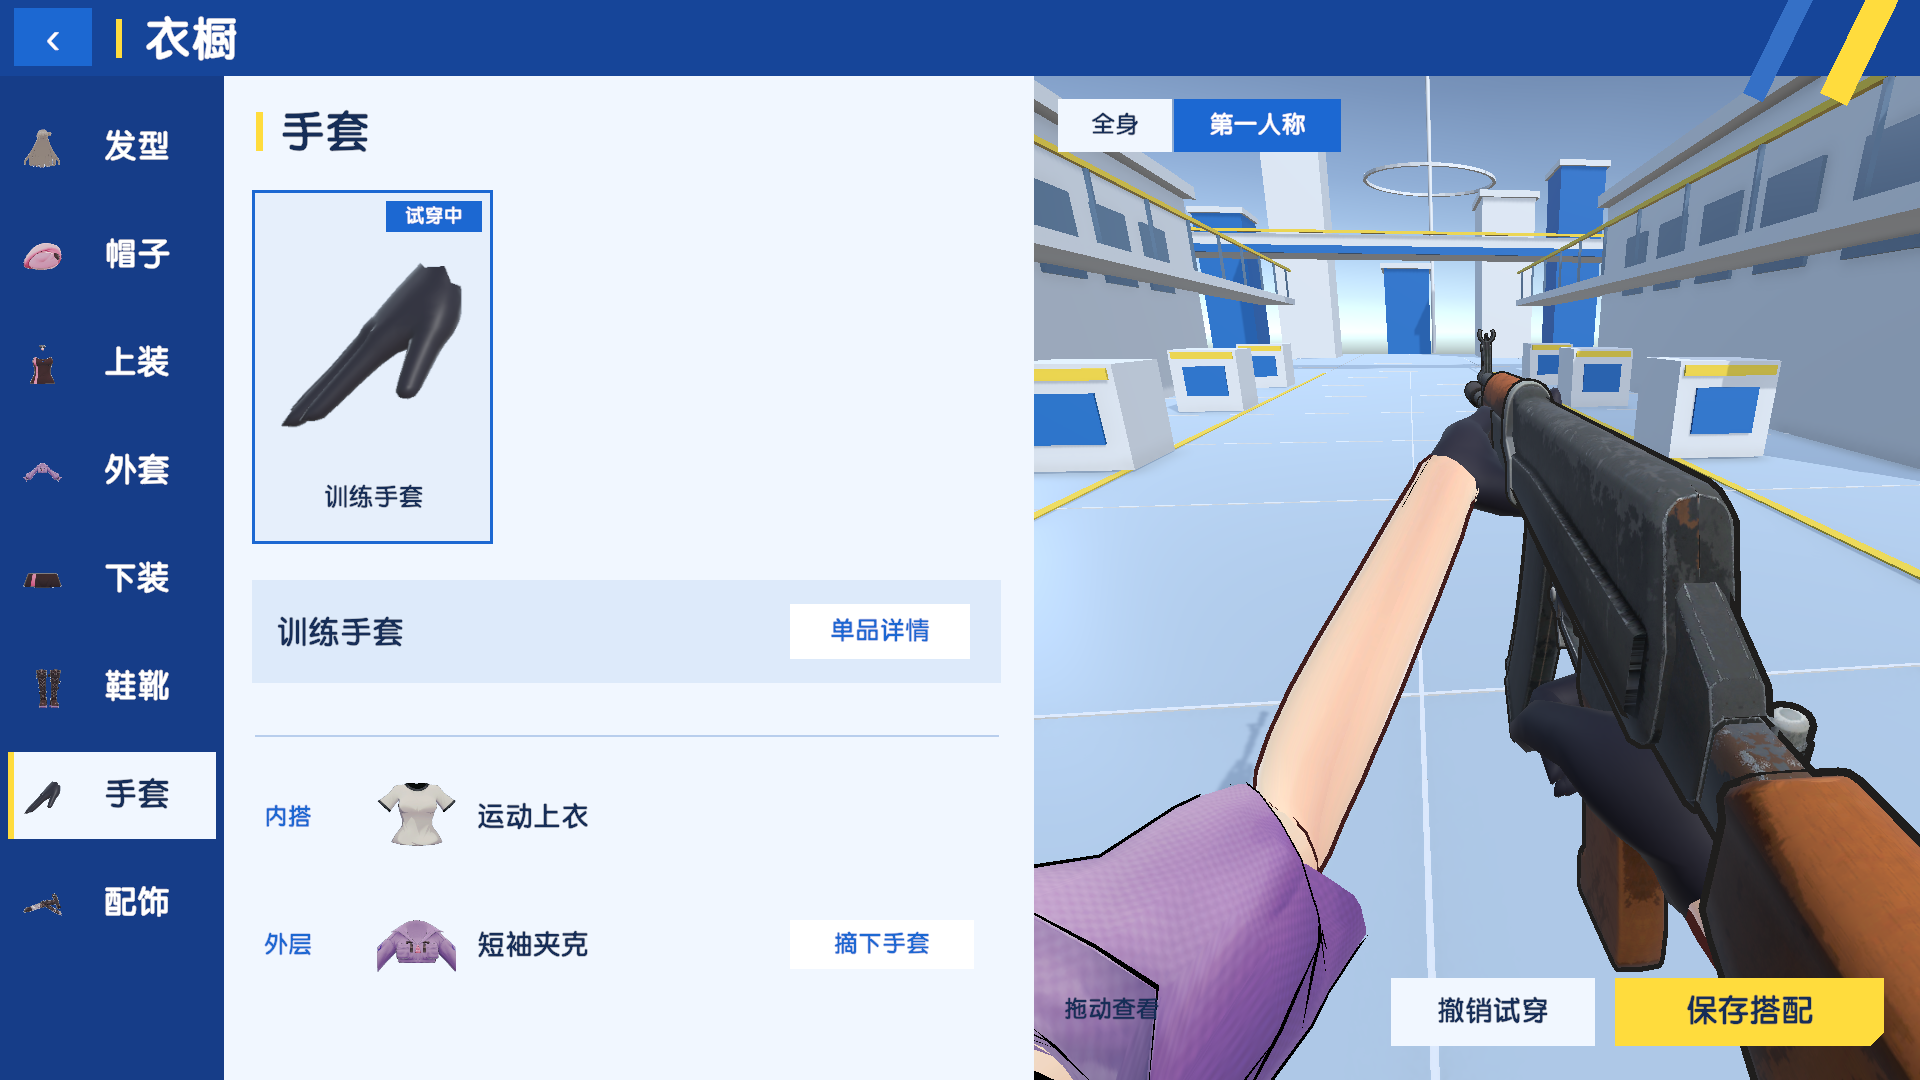 衣橱
发型
帽子
上装
外套
下装
鞋靴
手套
配饰
手套
试穿中
训练手套
训练手套
单品详情
内搭
运动上衣
外层
短袖夹克
摘下手套
全身
第一人称
拖动查看
撤销试穿
保存搭配